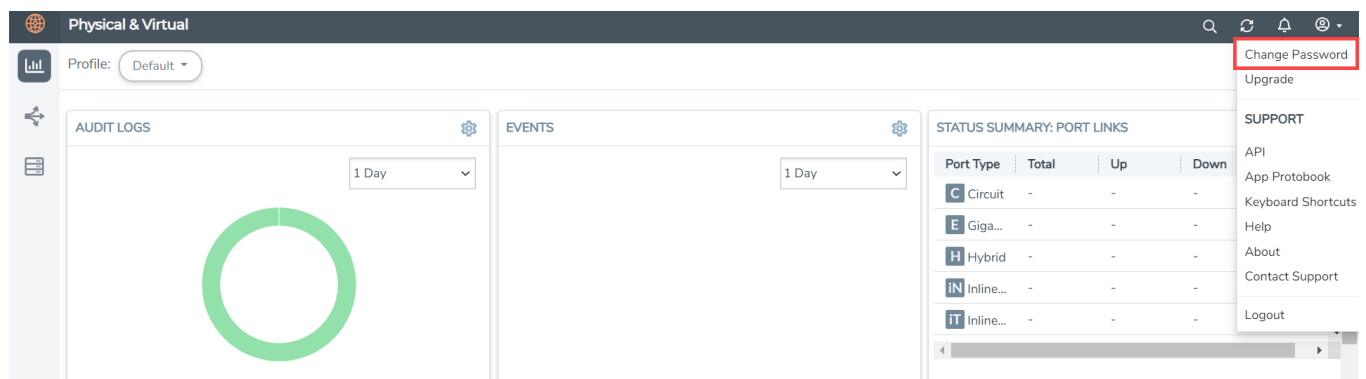 Physical & Virtual
Profile: Default
Change Password
Upgrade
SUPPORT
API
App Protobook
Keyboard Shortcuts
Help
About
Contact Support
Logout
AUDIT LOGS
1 Day
EVENTS
1 Day
STATUS SUMMARY: PORT LINKS
Port Type Total Up Down
C Circuit - - -
E Giga... - - -
H Hybrid - - -
iN Inline... - - -
iT Inline... - - -